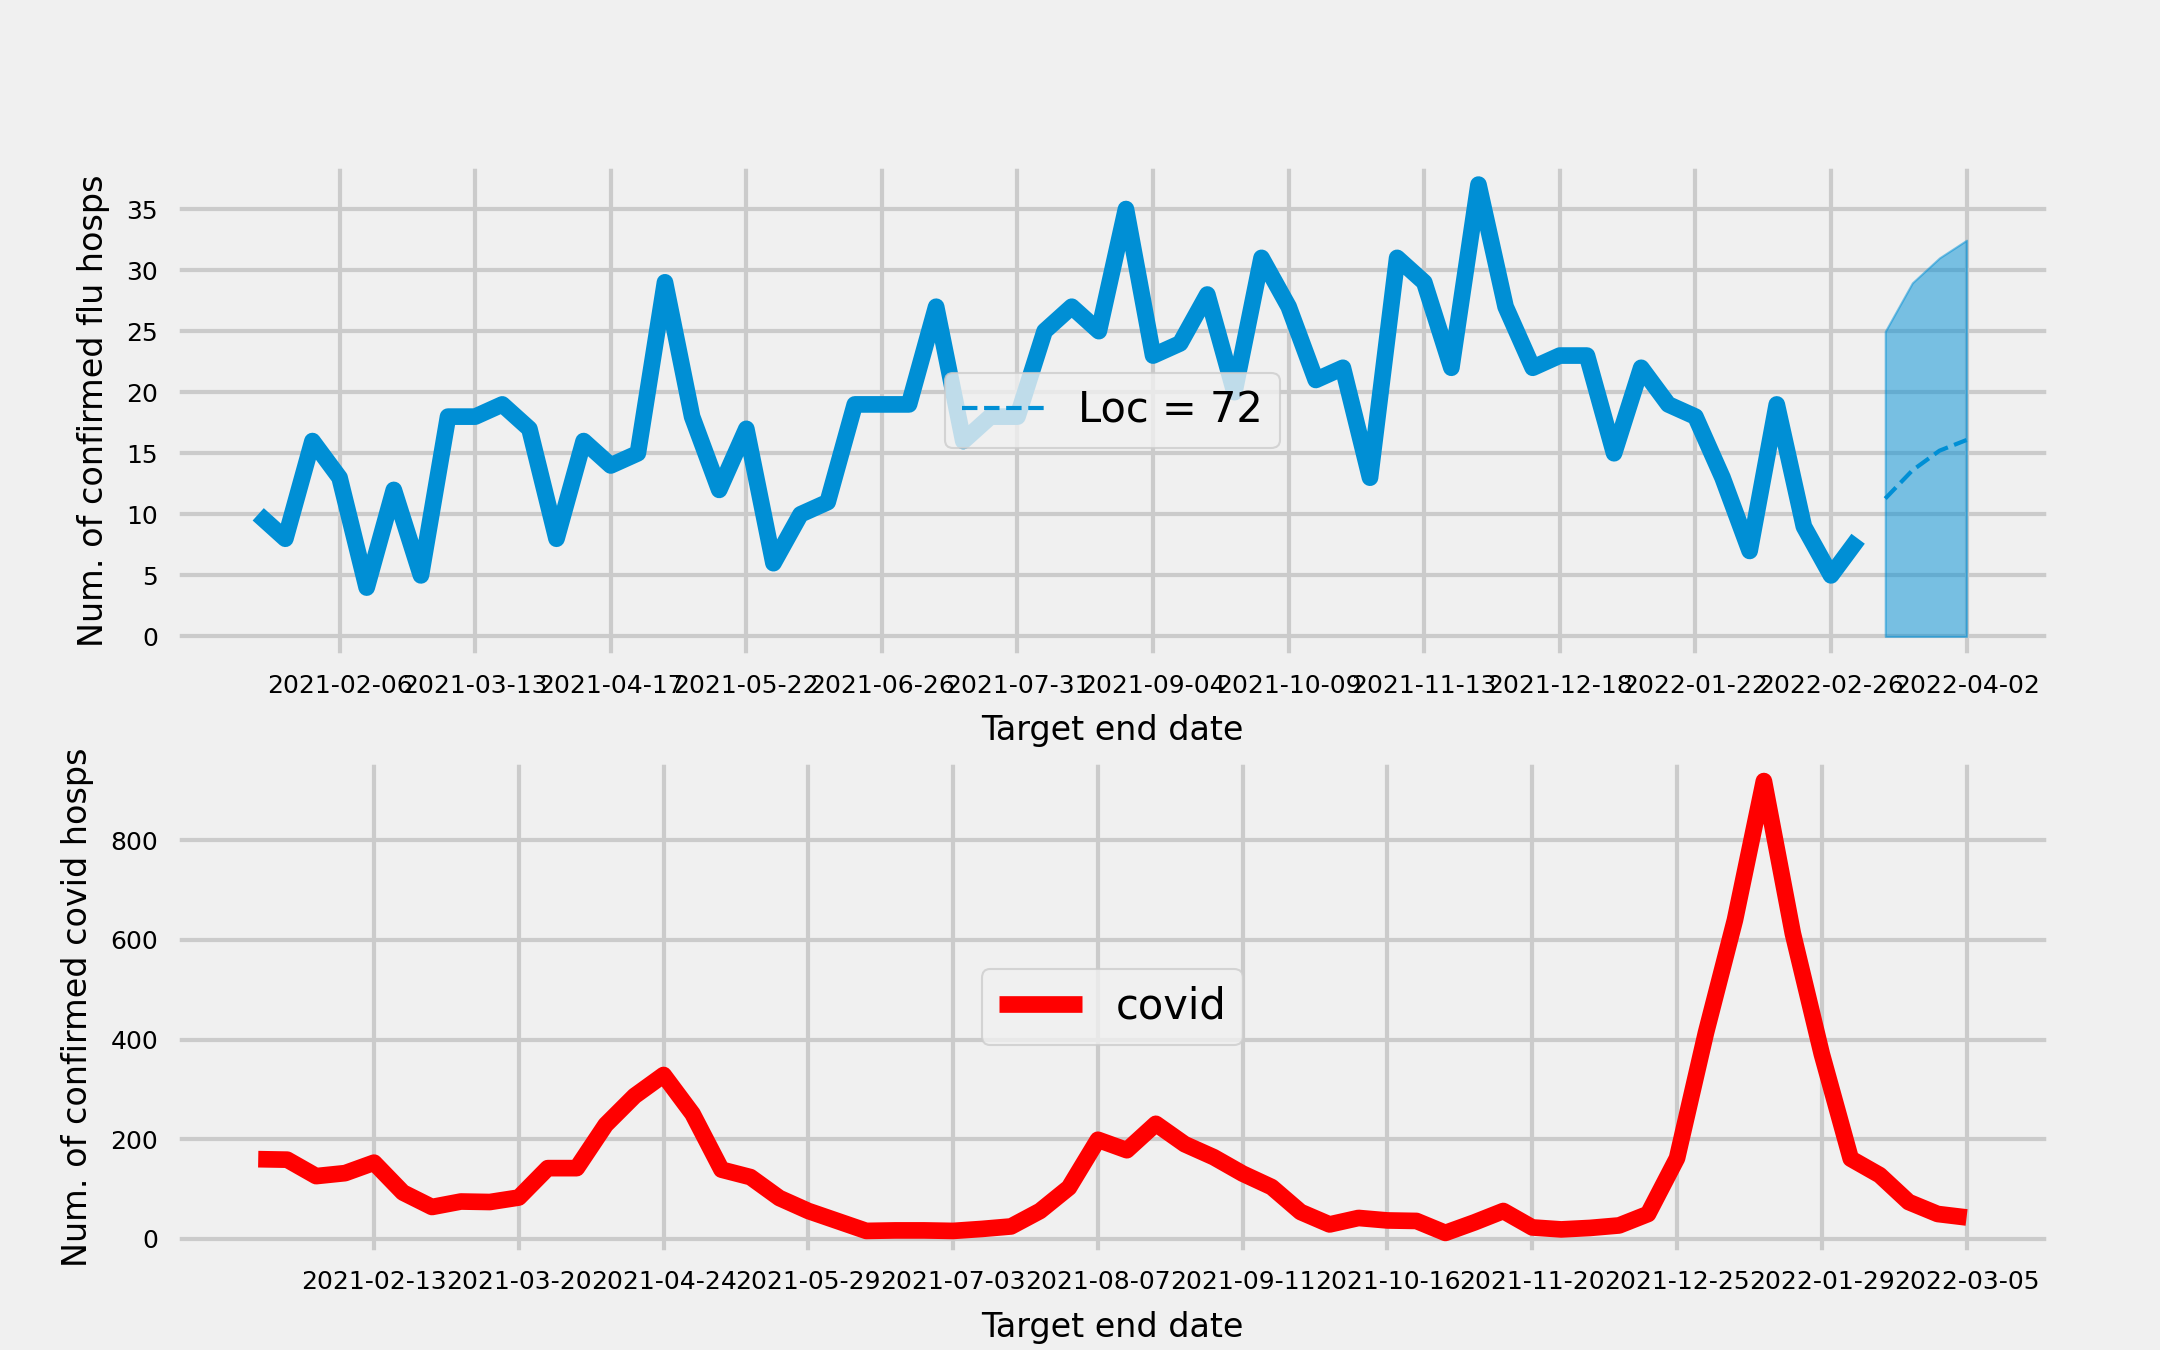 Num. of confirmed flu hosps
35
30
25
20
15
10
5
0
Loc = 72
2021-02-06 2021-03-13 2021-04-17 2021-05-22 2021-06-26 2021-07-31 2021-09-04 2021-10-09 2021-11-13 2021-12-18 2022-01-22 2022-02-26 2022-04-02
Target end date
Num. of confirmed covid hosps
800
600
400
200
0
covid
2021-02-13 2021-03-20 2021-04-24 2021-05-29 2021-07-03 2021-08-07 2021-09-11 2021-10-16 2021-11-20 2021-12-25 2022-01-29 2022-03-05
Target end date